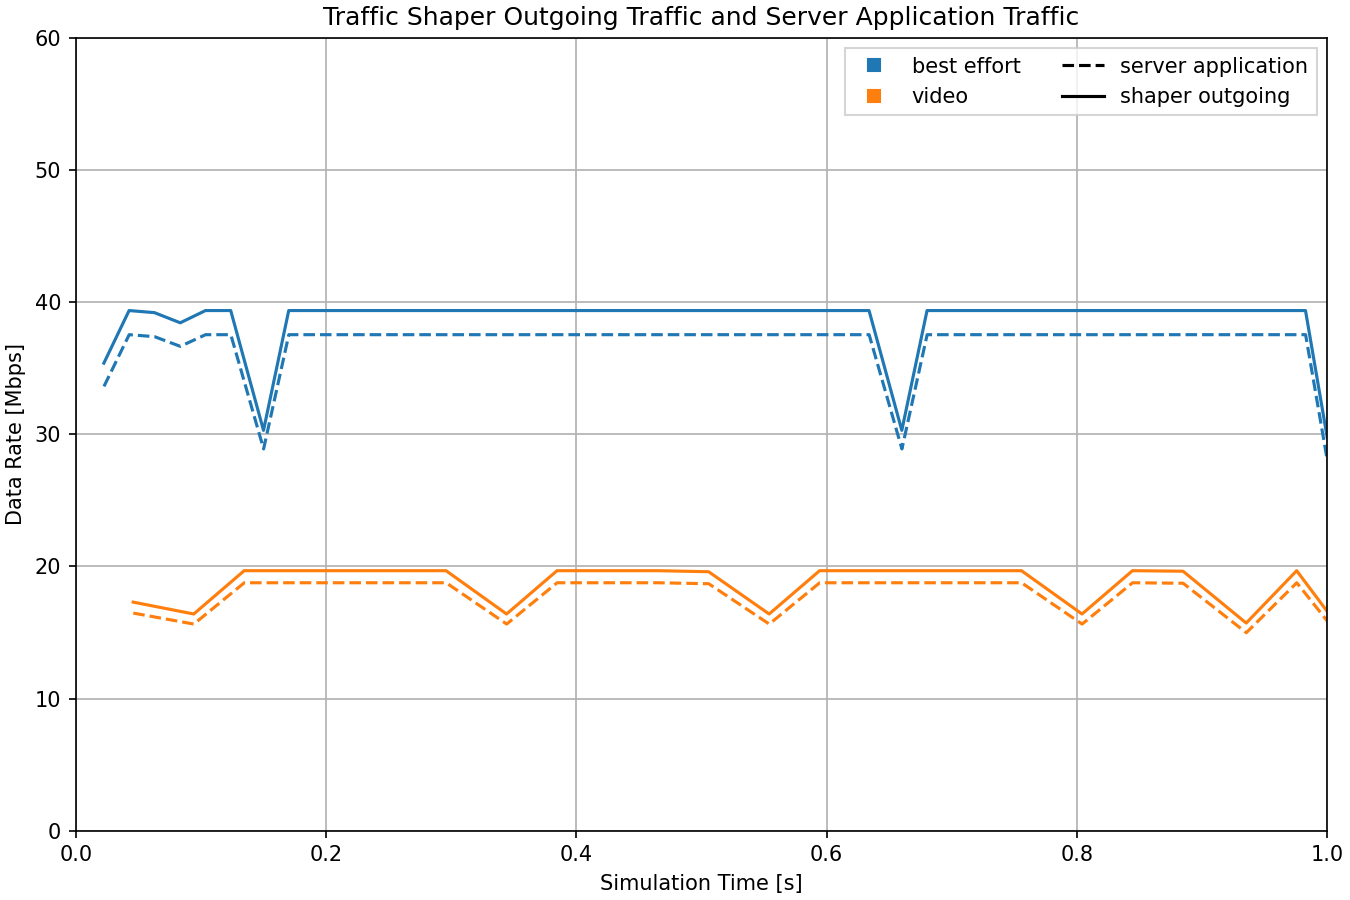 Traffic Shaper Outgoing Traffic and Server Application Traffic
60
50
40
30
20
10
0
Data Rate [Mbps]
best effort
video
server application
shaper outgoing
0.0 0.2 0.4 0.6 0.8 1.0
Simulation Time [s]